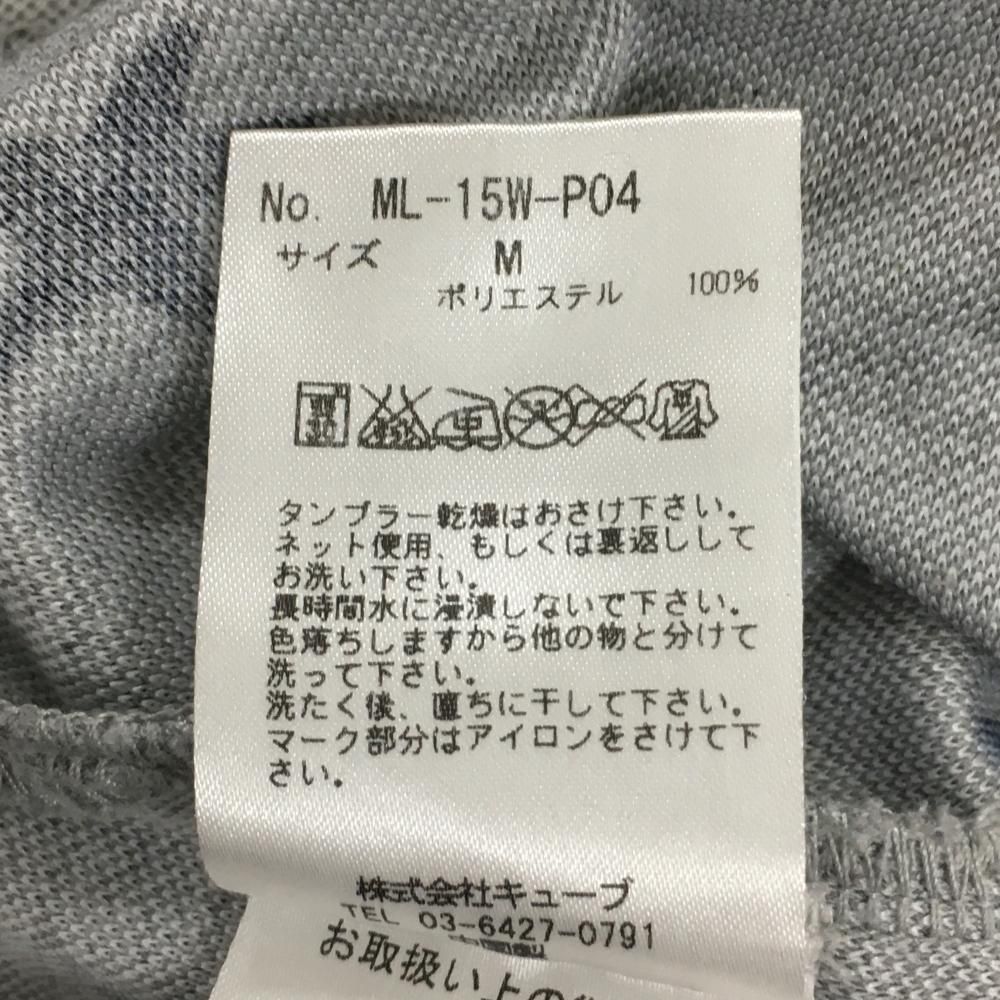 No. ML-15W-P04
サイズ M
ポリエステル 100%
タンブラー乾燥はおさけ下さい。
ネット使用、もしくは裏返しして
お洗い下さい。
長時間水に浸漬しないで下さい。
色落ちしますから他の物と分けて
洗って下さい。
洗たく後、直ちに干して下さい。
マーク部分はアイロンをさけて下
さい。
株式会社キューブ
TEL 03-6427-0791
お取扱い上の